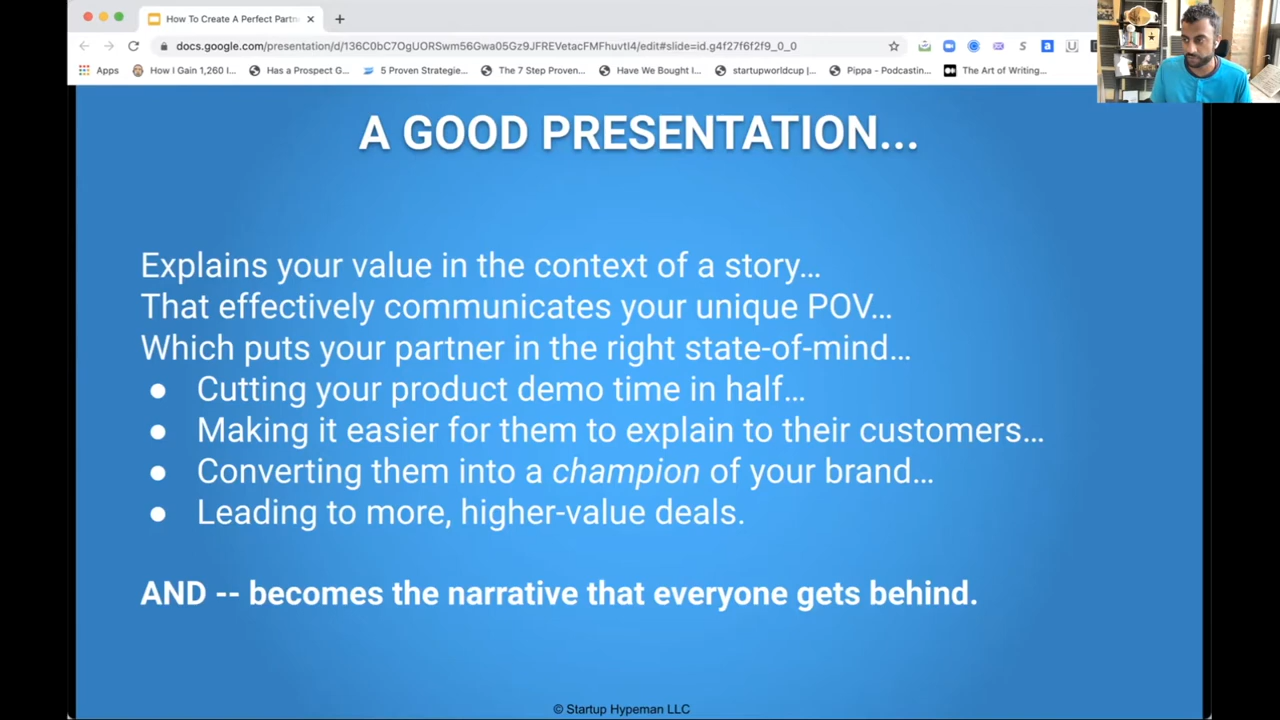 How To Create A Perfect Partn
docs.google.com/presentation/d/136C0bC7OgUORSwm56Gwa05Gz9JFREVetacFMFhuvtI4/edit#slide=id.g4f27f6f2f9_0_0
Apps
How I Gain 1,260 I...
Has a Prospect G...
5 Proven Strategie...
The 7 Step Proven...
Have We Bought I...
startupworldcup |...
Pippa - Podcastin...
The Art of Writing...
A GOOD PRESENTATION...
Explains your value in the context of a story…
That effectively communicates your unique POV…
Which puts your partner in the right state-of-mind…
● Cutting your product demo time in half…
● Making it easier for them to explain to their customers…
● Converting them into a champion of your brand…
● Leading to more, higher-value deals.
AND -- becomes the narrative that everyone gets behind.
© Startup Hypeman LLC